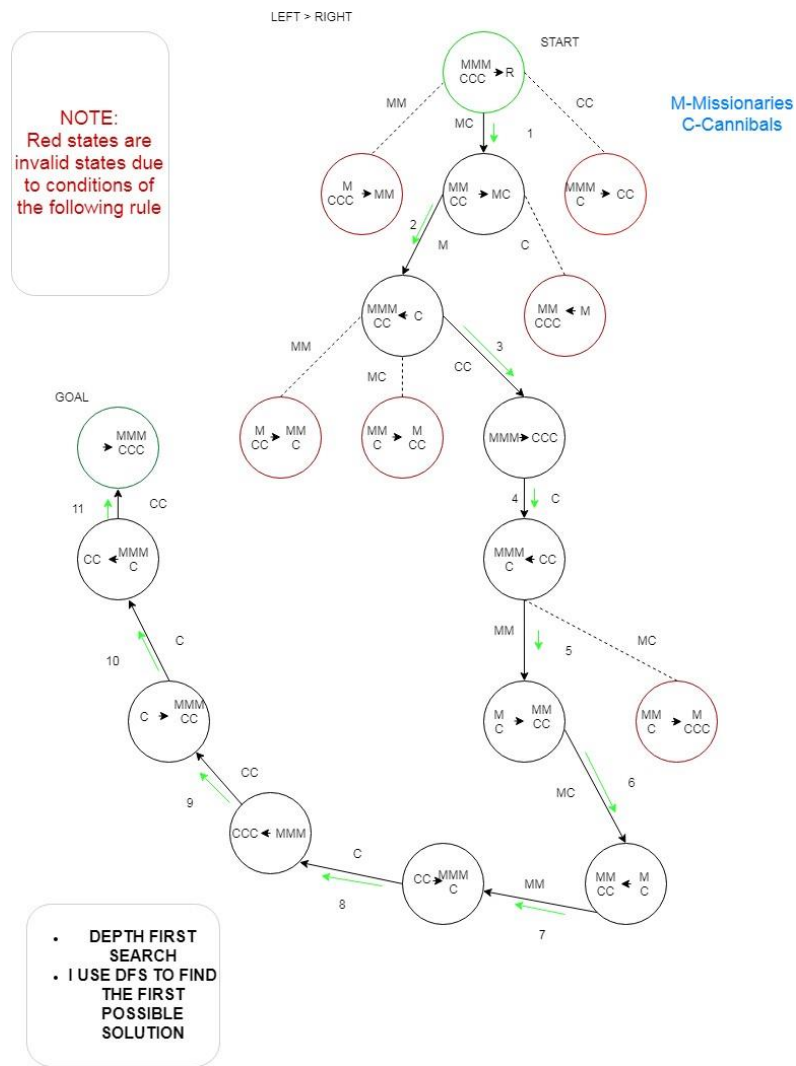 LEFT > RIGHT
START
NOTE:
Red states are
invalid states due
to conditions of
the following rule
M-Missionaries
C-Cannibals
MMM
CCC
R
MM
MC
1
CC
M
CCC
MM
MM
CC
MC
MMM
C
CC
2
M
C
MMM
CC
C
MM
CCC
M
MM
MC
3
CC
GOAL
M
CC
MM
C
MM
C
M
CC
MMM
CCC
MMM
CCC
4
C
11
CC
CC
MMM
C
MMM
C
CC
MM
5
MC
10
C
M
C
MM
CC
MM
C
M
CCC
C
MMM
CC
6
MC
9
CC
CCC
MMM
C
8
CC
MMM
C
MM
7
MM
CC
M
C
• DEPTH FIRST
SEARCH
• I USE DFS TO FIND
THE FIRST
POSSIBLE
SOLUTION